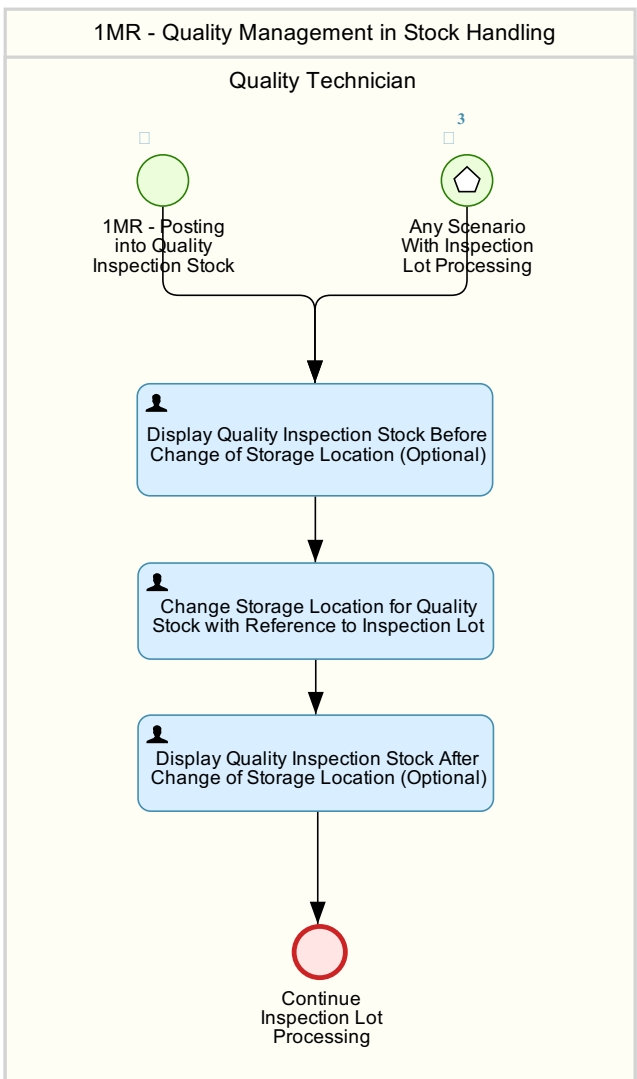 1MR - Quality Management in Stock Handling
Quality Technician
3
1MR - Posting
into Quality
Inspection Stock
Any Scenario
With Inspection
Lot Processing
Display Quality Inspection Stock Before
Change of Storage Location (Optional)
Change Storage Location for Quality
Stock with Reference to Inspection Lot
Display Quality Inspection Stock After
Change of Storage Location (Optional)
Continue
Inspection Lot
Processing